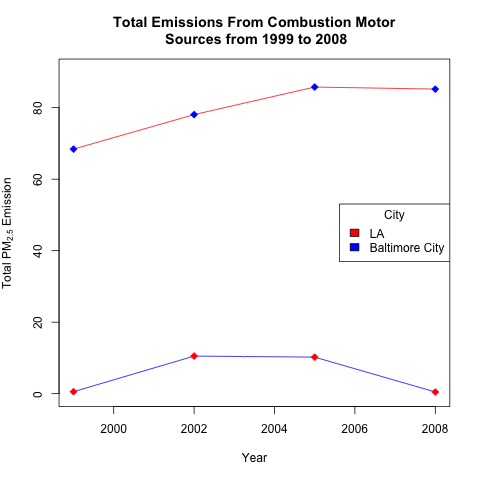 Total Emissions From Combustion Motor
Sources from 1999 to 2008
Total PM2.5 Emission
80
60
40
20
0
City
LA
Baltimore City
2000 2002 2004 2006 2008
Year